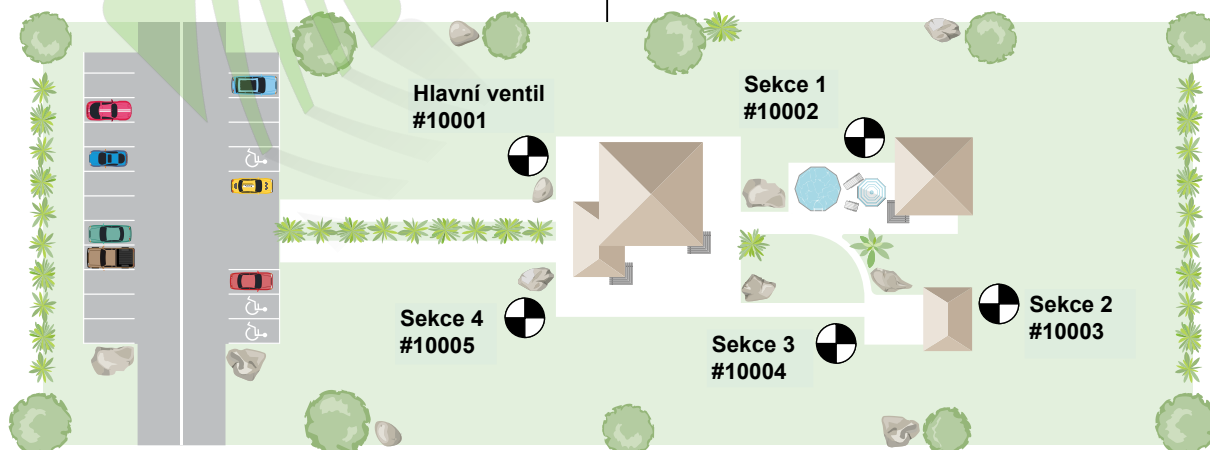 Hlavní ventil
#10001
Sekce 1
#10002
Sekce 4
#10005
Sekce 3
#10004
Sekce 2
#10003